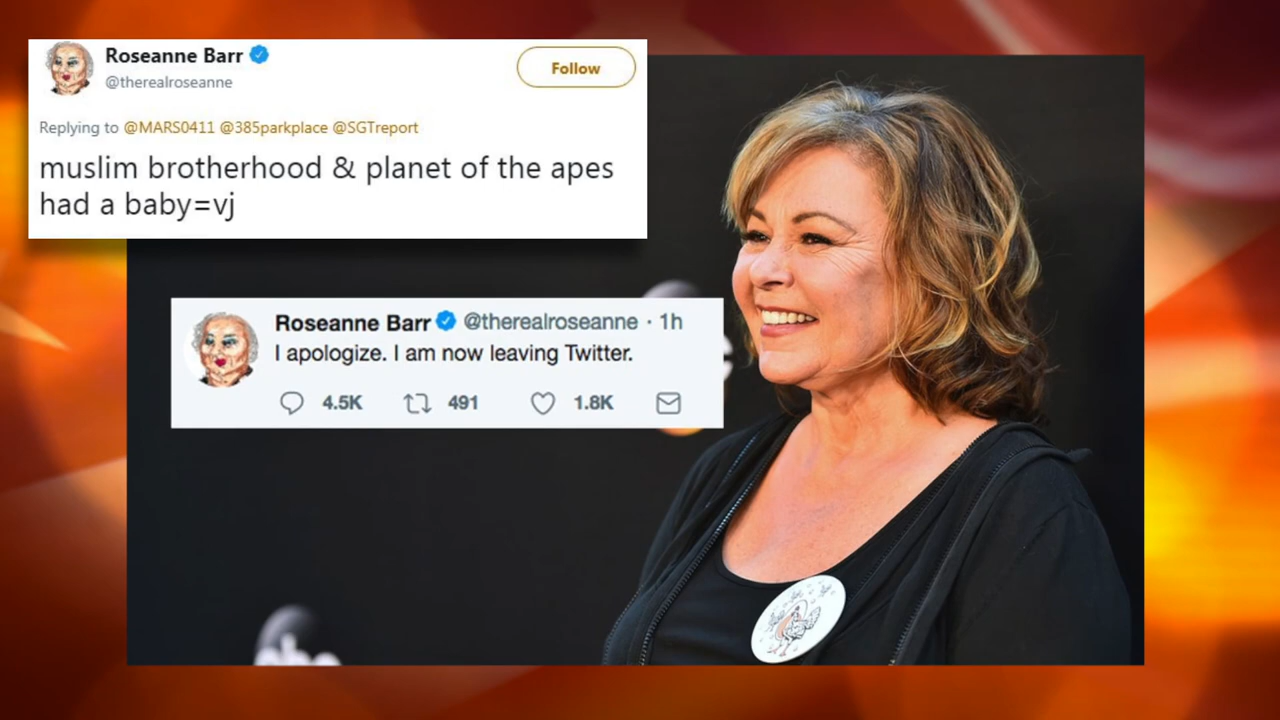 Roseanne Barr
@therealroseanne
Follow
Replying to @MARS0411 @385parkplace @SGTreport
muslim brotherhood & planet of the apes
had a baby=vj
Roseanne Barr @therealroseanne · 1h
I apologize. I am now leaving Twitter.
4.5K 491 1.8K
abc